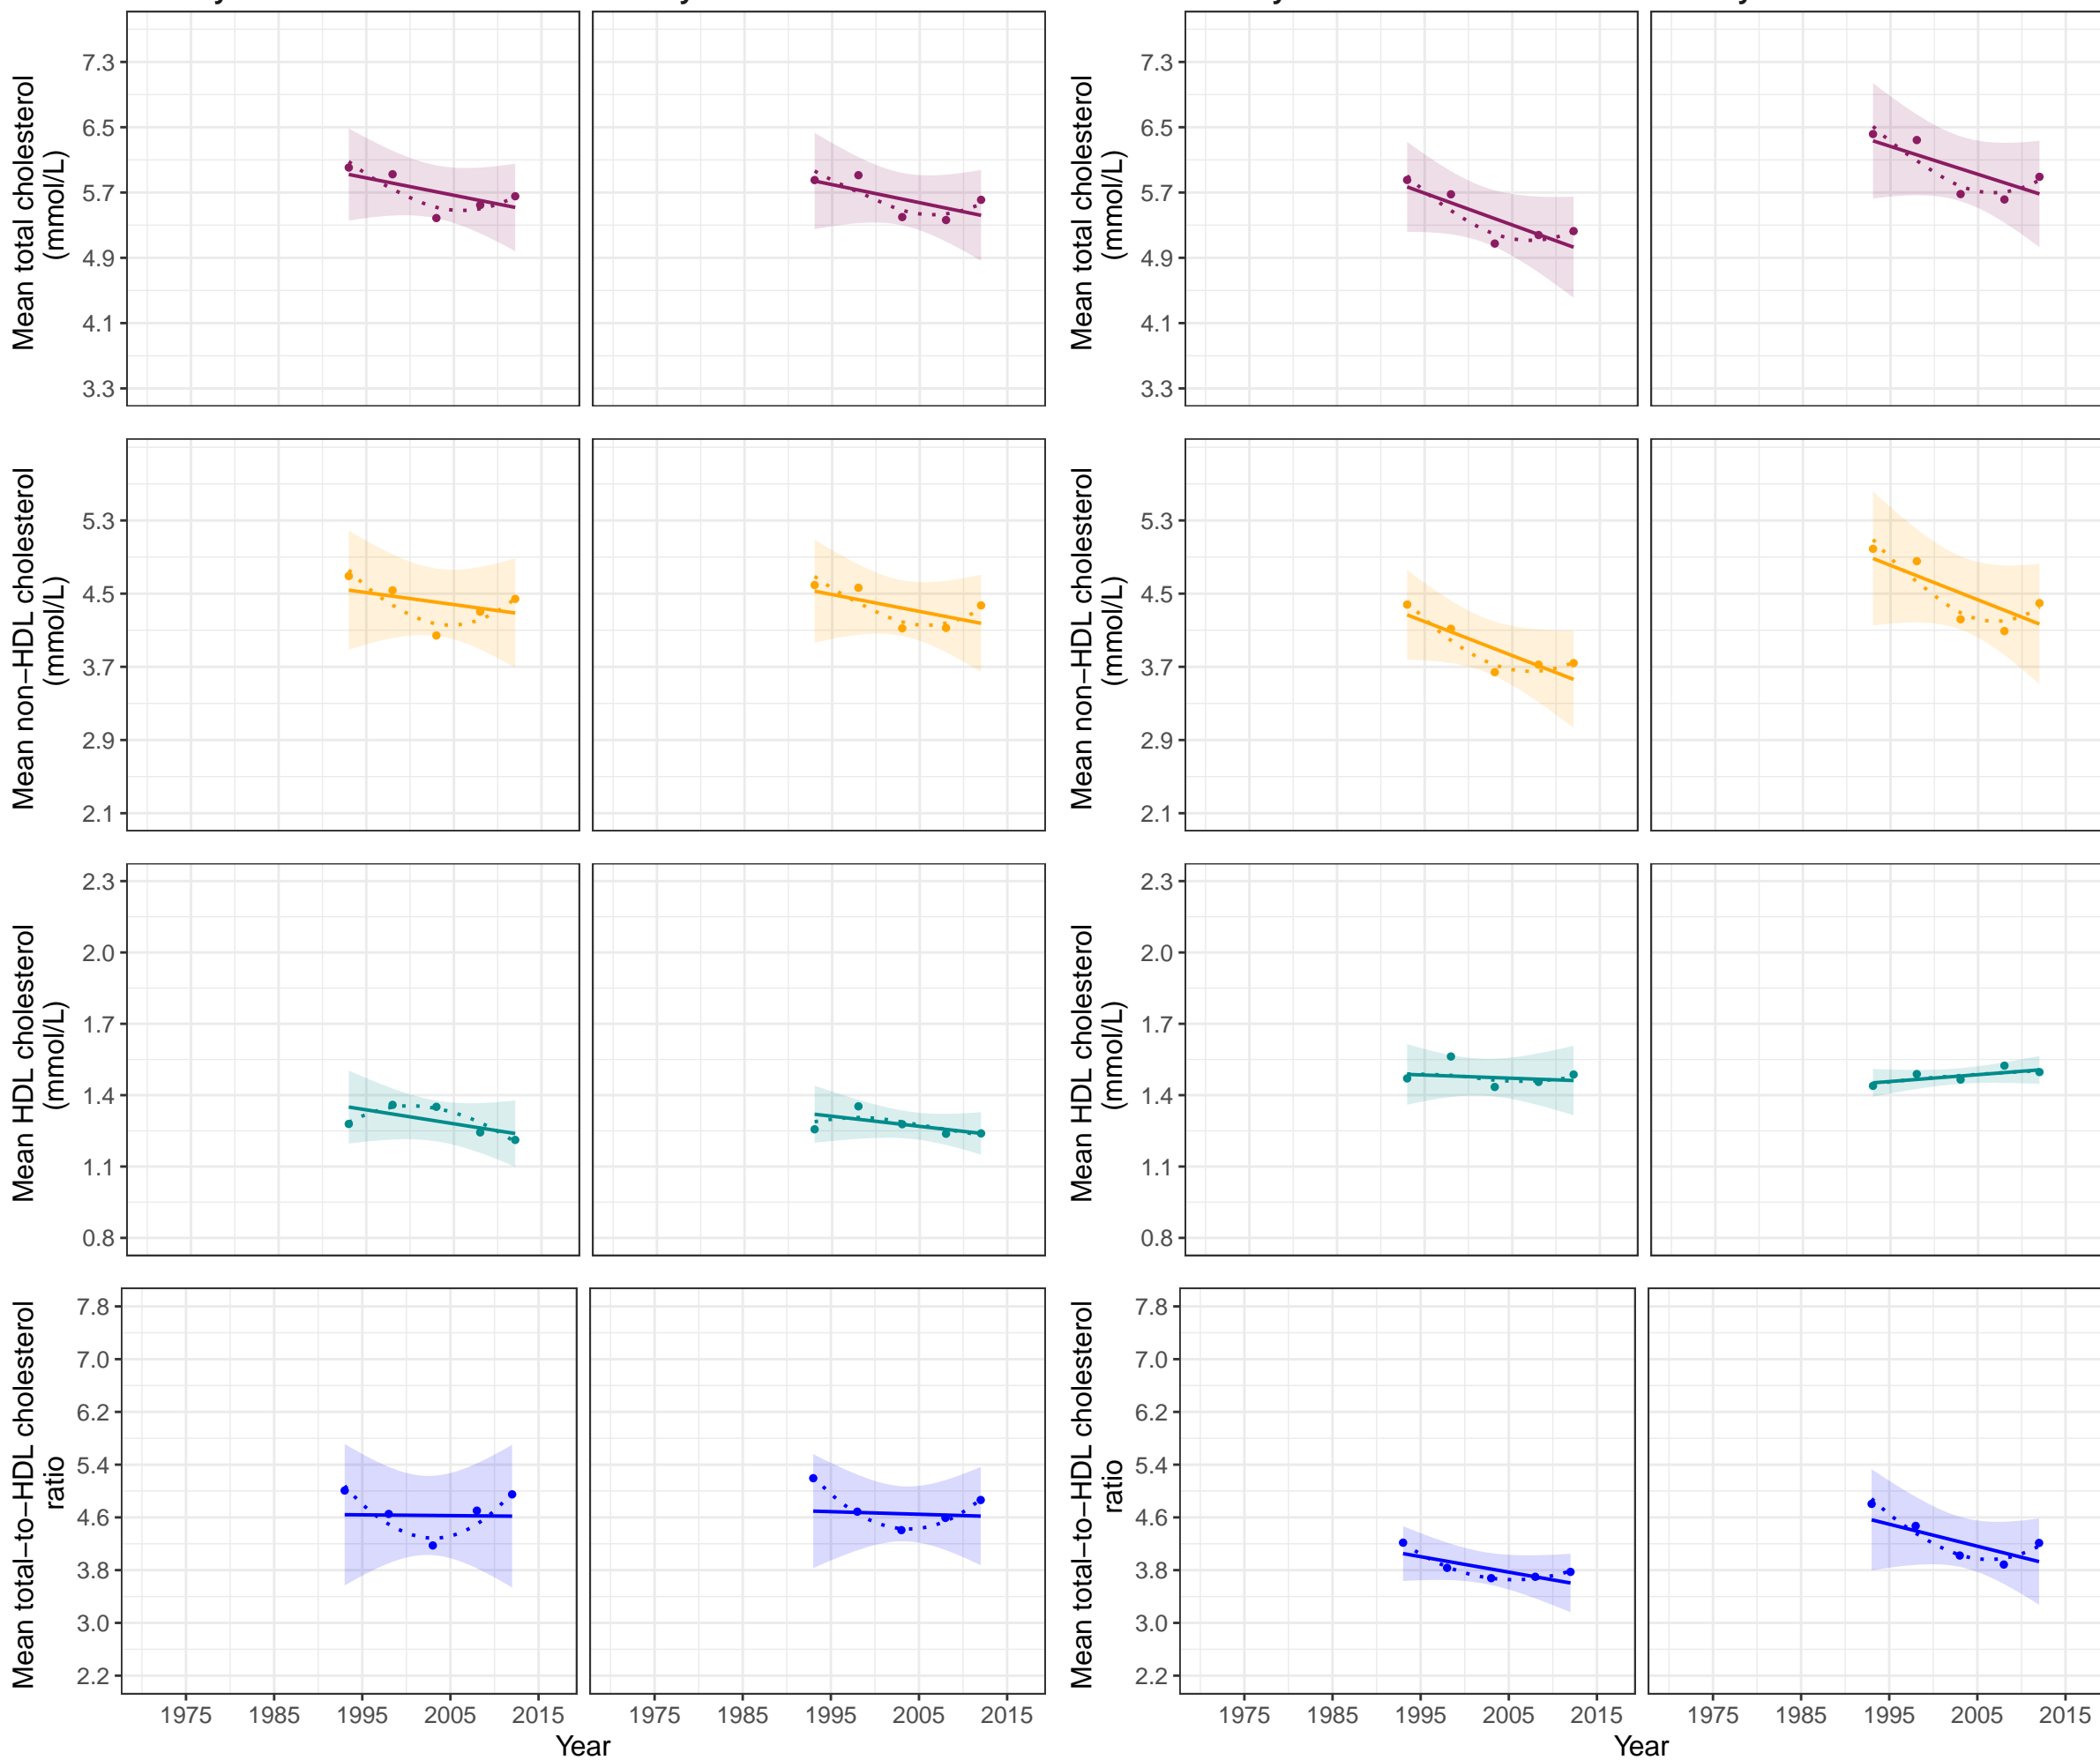 Mean total cholesterol
(mmol/L)
7.3
6.5
5.7
4.9
4.1
3.3
Mean total cholesterol
(mmol/L)
7.3
6.5
5.7
4.9
4.1
3.3
Mean non−HDL cholesterol
(mmol/L)
5.3
4.5
3.7
2.9
2.1
Mean non−HDL cholesterol
(mmol/L)
5.3
4.5
3.7
2.9
2.1
Mean HDL cholesterol
(mmol/L)
2.3
2.0
1.7
1.4
1.1
0.8
Mean HDL cholesterol
(mmol/L)
2.3
2.0
1.7
1.4
1.1
0.8
Mean total−to−HDL cholesterol
ratio
7.8
7.0
6.2
5.4
4.6
3.8
3.0
2.2
Mean total−to−HDL cholesterol
ratio
7.8
7.0
6.2
5.4
4.6
3.8
3.0
2.2
1975 1985 1995 2005 2015 1975 1985 1995 2005 2015
Year
1975 1985 1995 2005 2015 1975 1985 1995 2005 2015
Year